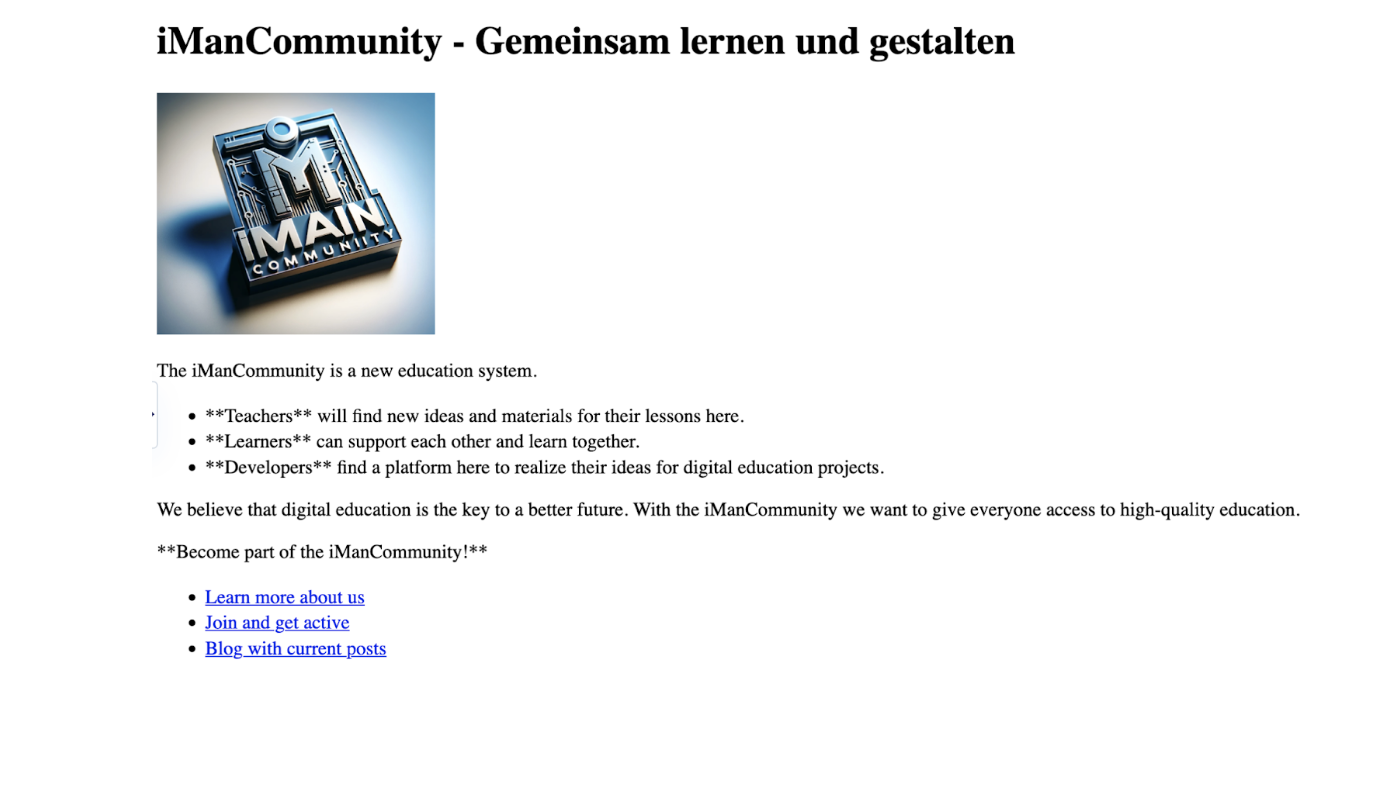 iManCommunity - Gemeinsam lernen und gestalten
M
iMAIN
COMMUNIITY
The iManCommunity is a new education system.
**Teachers** will find new ideas and materials for their lessons here.
**Learners** can support each other and learn together.
**Developers** find a platform here to realize their ideas for digital education projects.
We believe that digital education is the key to a better future. With the iManCommunity we want to give everyone access to high-quality education.
**Become part of the iManCommunity!**
Learn more about us
Join and get active
Blog with current posts